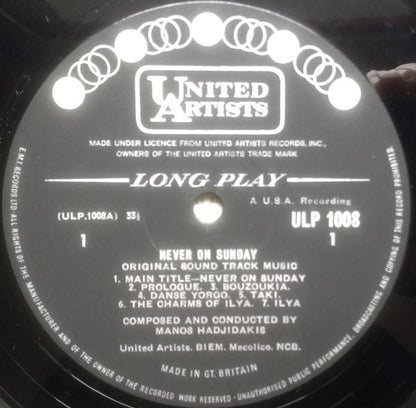 UNITED
ARTISTS
MADE UNDER LICENCE FROM UNITED ARTISTS RECORDS, INC.,
OWNERS OF THE UNITED ARTISTS TRADE MARK
LONG PLAY
A U.S.A. Recording
(ULP.1008A) 33⅓
ULP 1008
1
1
NEVER ON SUNDAY
ORIGINAL SOUND TRACK MUSIC
1. MAIN TITLE—NEVER ON SUNDAY
2. PROLOGUE. 3. BOUZOUKIA.
4. DANSE YORGO. 5. TAKI.
6. THE CHARMS OF ILYA. 7. ILYA
COMPOSED AND CONDUCTED BY
MANOS HADJIDAKIS
United Artists. BIEM. Mecolico. NCB.
MADE IN GT. BRITAIN
E.M.I. RECORDS LTD·ALL RIGHTS OF THE MANUFACTURER AND OF THE OWNER OF THE RECORDED WORK RESERVED·UNAUTHORISED PUBLIC PERFORMANCE, BROADCASTING AND COPYING OF THIS RECORD PROHIBITED.